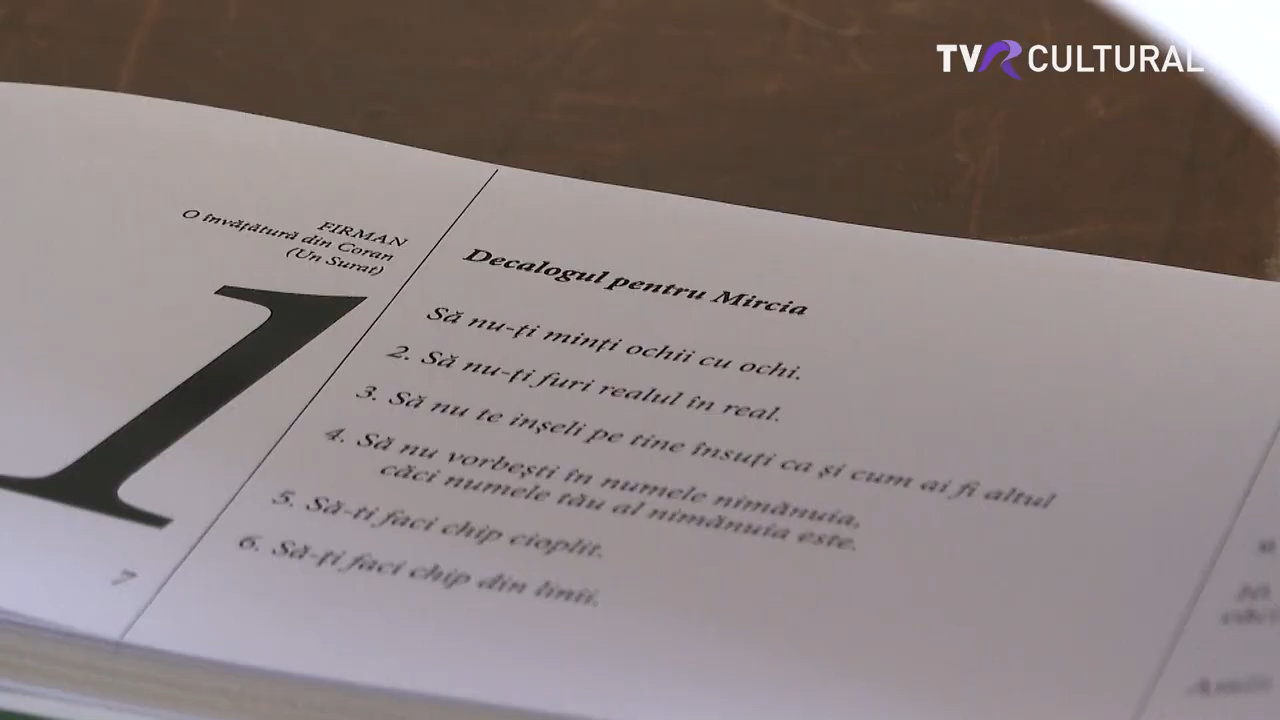 TVR CULTURAL
FIRMAN
O învățătură din Coran
(Un Surat)
1
7
Decalogul pentru Mircia
Să nu-ți minți ochii cu ochi.
2. Să nu-ți furi realul în real.
3. Să nu te inșeli pe tine însuți ca și cum ai fi altul
4. Să nu vorbești în numele nimănuia,
căci numele tău al nimănuia este.
5. Să-ti faci chip cioplit.
6. Să-ți faci chip din linii.